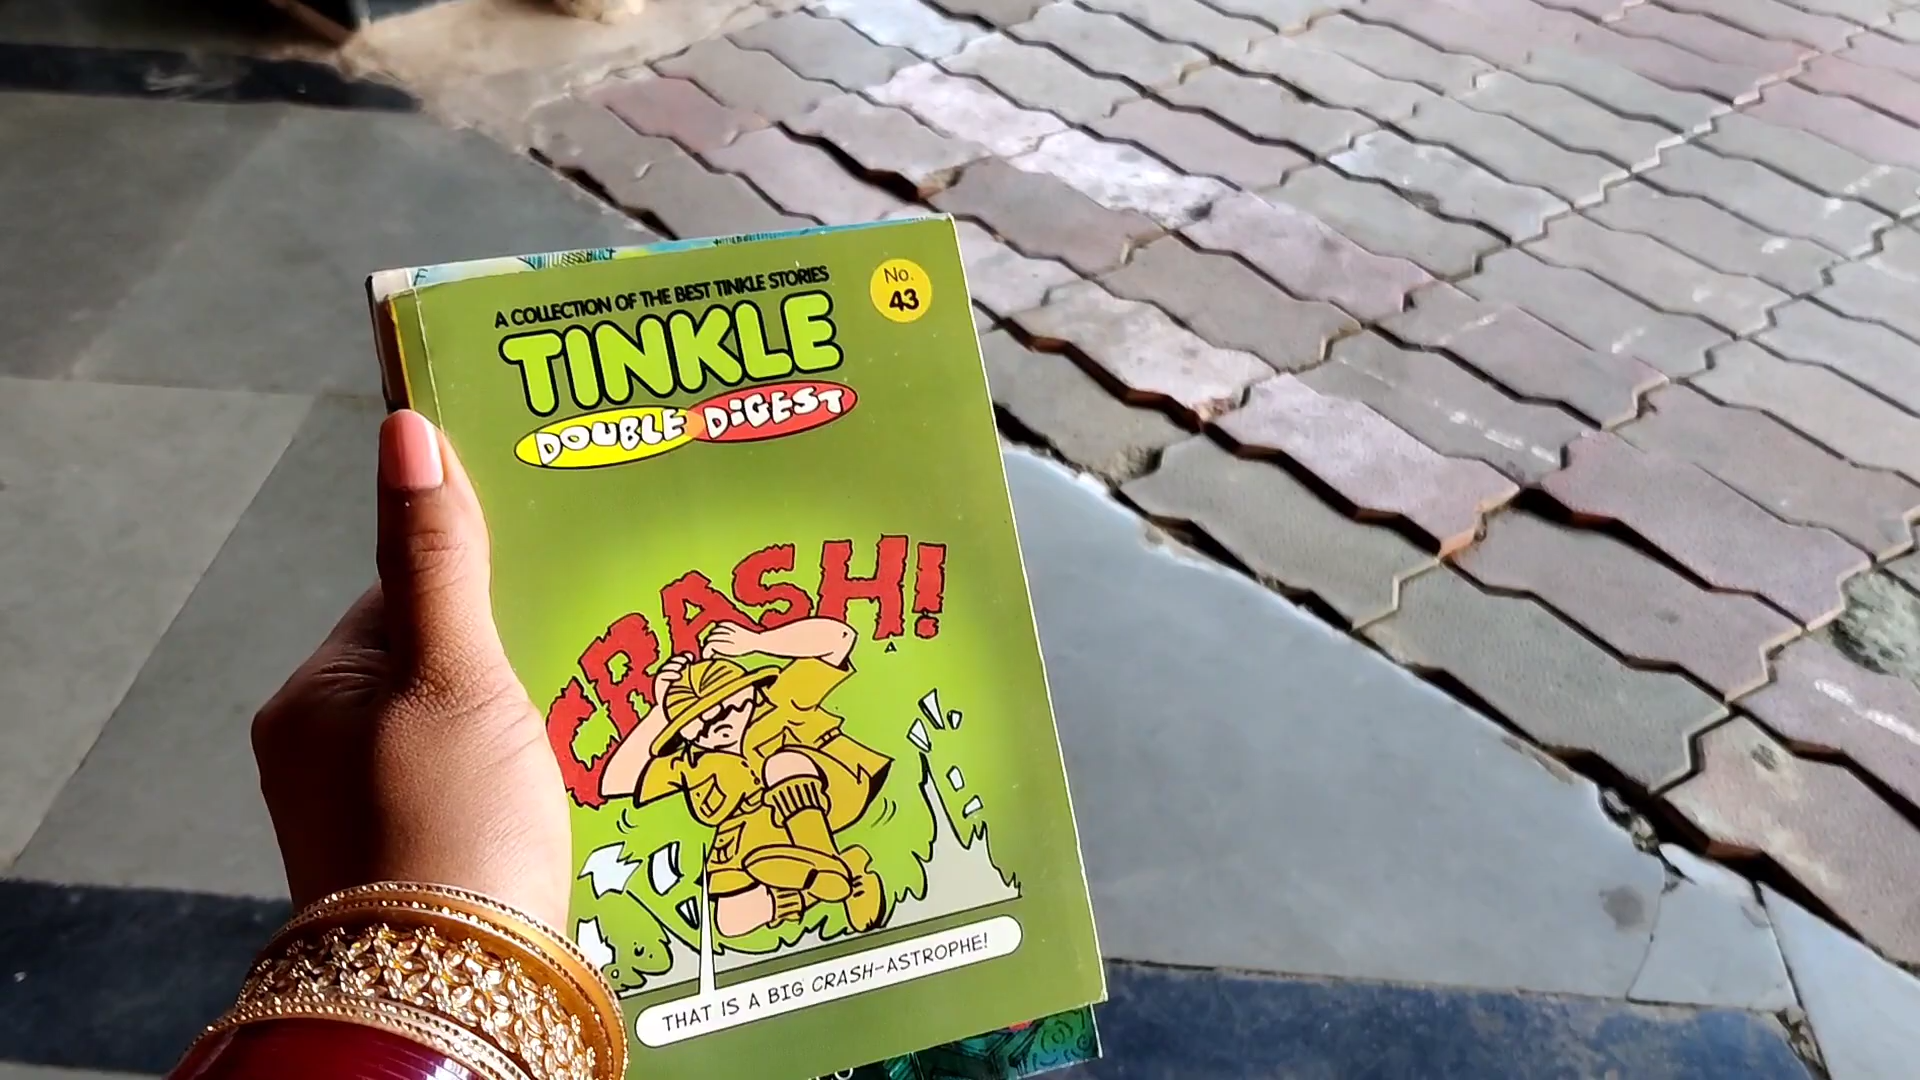 A COLLECTION OF THE BEST TINKLE STORIES
No.
43
TINKLE
DOUBLE DIGEST
CRASH!
THAT IS A BIG CRASH-ASTROPHE!